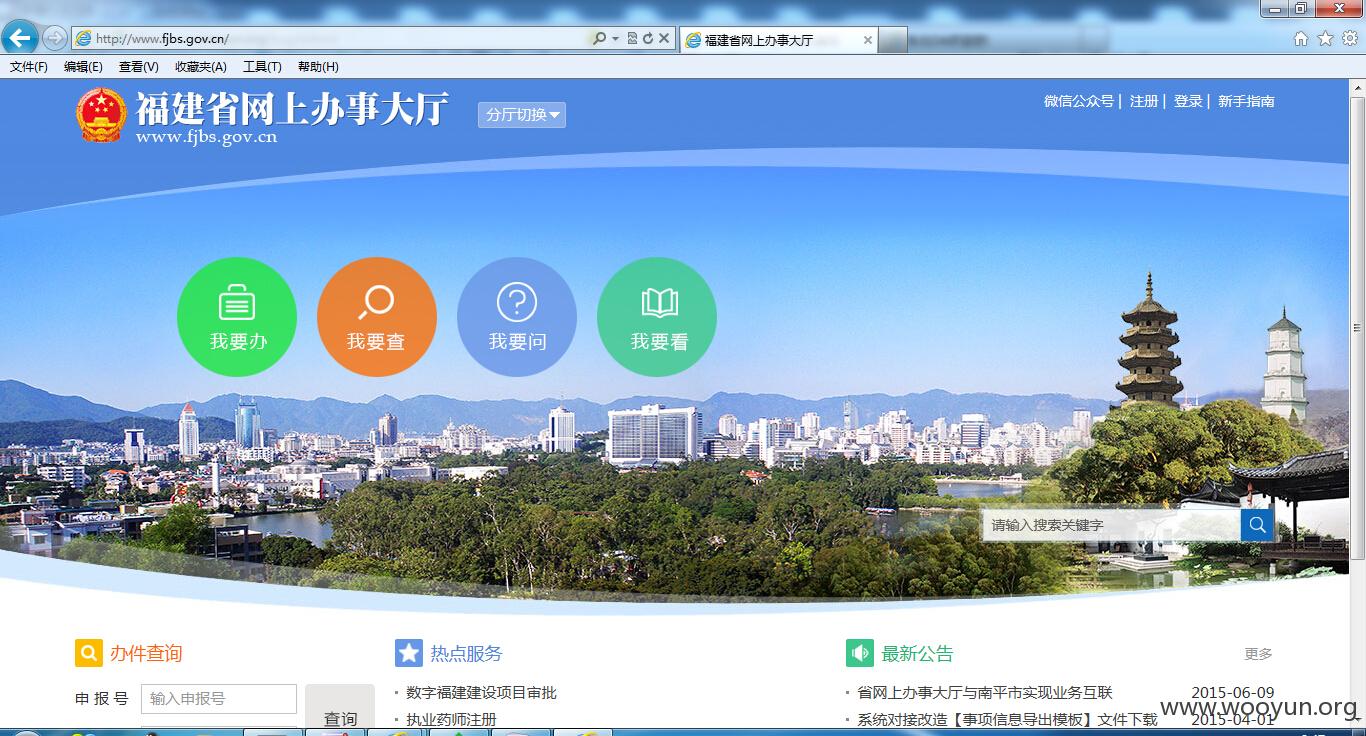 http://www.fjbs.gov.cn/
福建省网上办事大厅
文件(F) 编辑(E) 查看(V) 收藏夹(A) 工具(T) 帮助(H)
福建省网上办事大厅
www.fjbs.gov.cn
分厅切换
微信公众号 | 注册 | 登录 | 新手指南
我要办 我要查 我要问 我要看
请输入搜索关键字
办件查询
申报号 输入申报号
查询
热点服务
数字福建建设项目审批
执业药师注册
最新公告 更多
省网上办事大厅与南平市实现业务互联 2015-06-09
系统对接改造【事项信息导出模板】文件下载 2015-04-01
www.wooyun.org